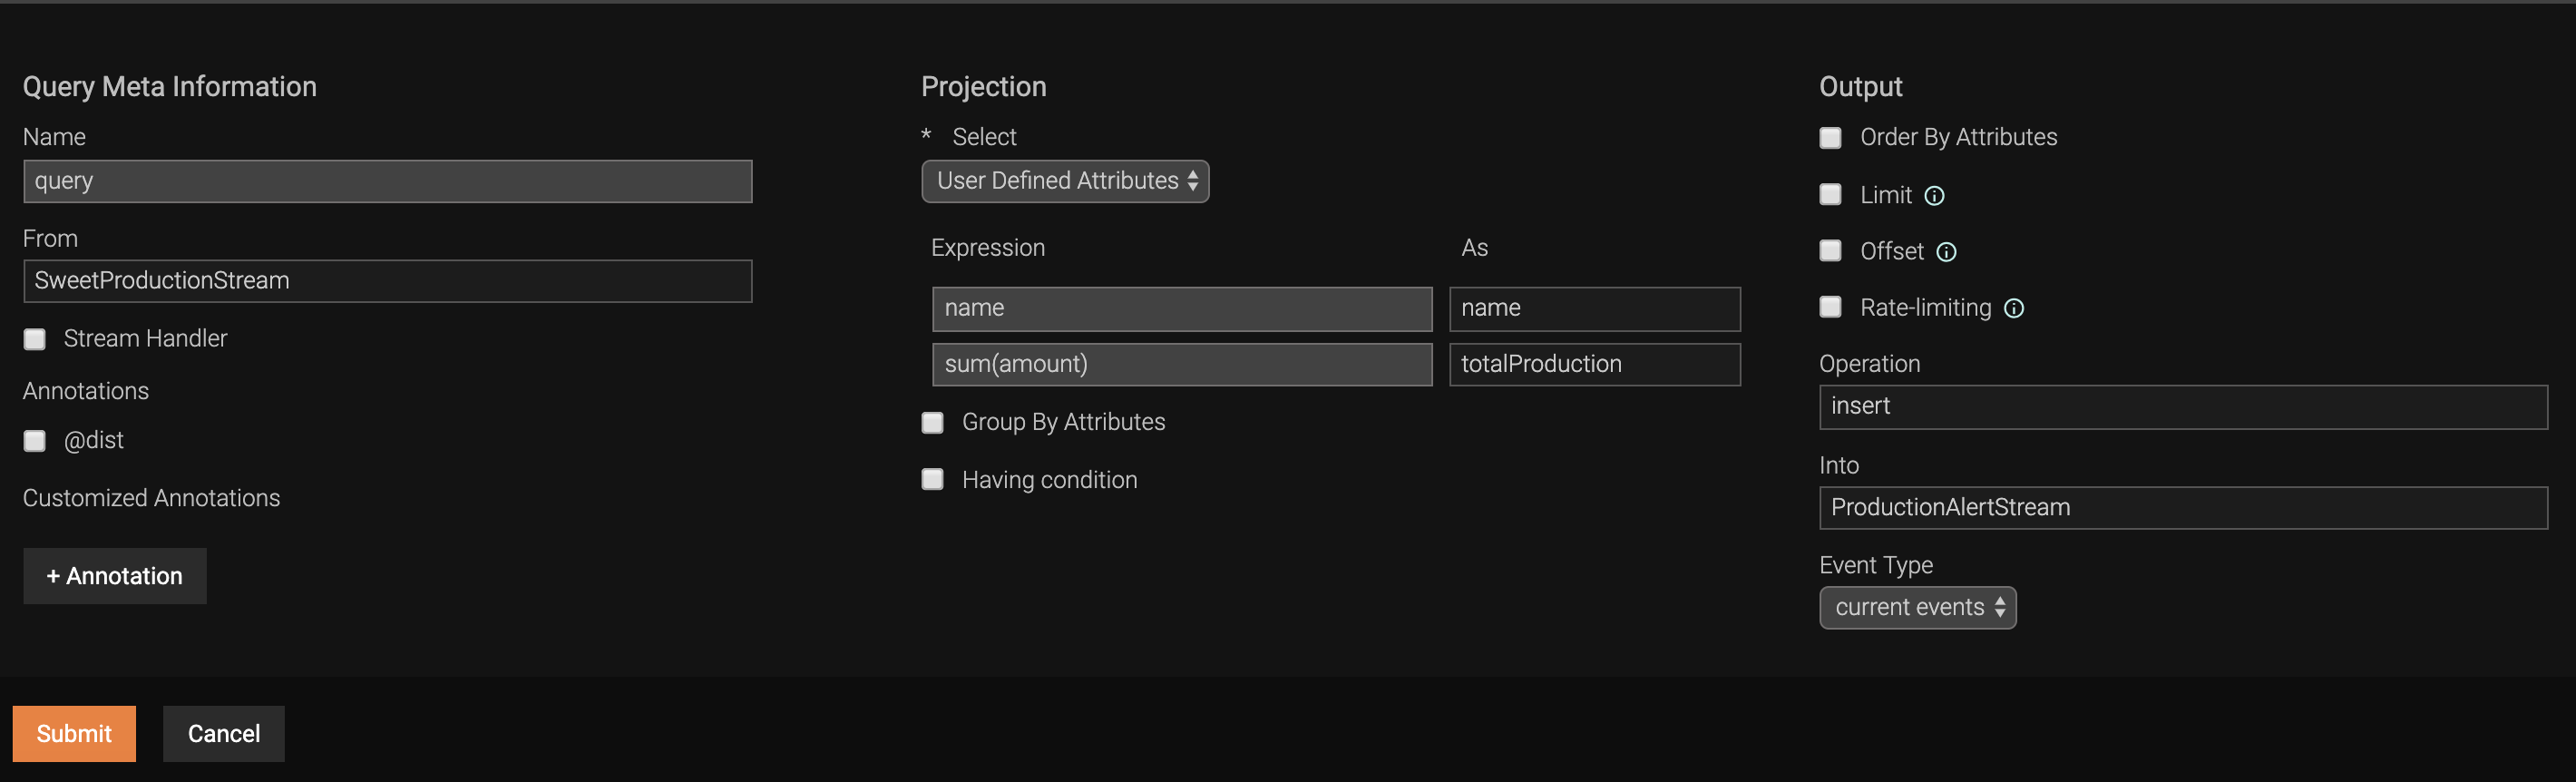 Query Meta Information
Name
query
From
SweetProductionStream
Stream Handler
Annotations
@dist
Customized Annotations
+ Annotation
Projection
* Select
User Defined Attributes
Expression As
name name
sum(amount) totalProduction
Group By Attributes
Having condition
Output
Order By Attributes
Limit
Offset
Rate-limiting
Operation
insert
Into
ProductionAlertStream
Event Type
current events
Submit Cancel